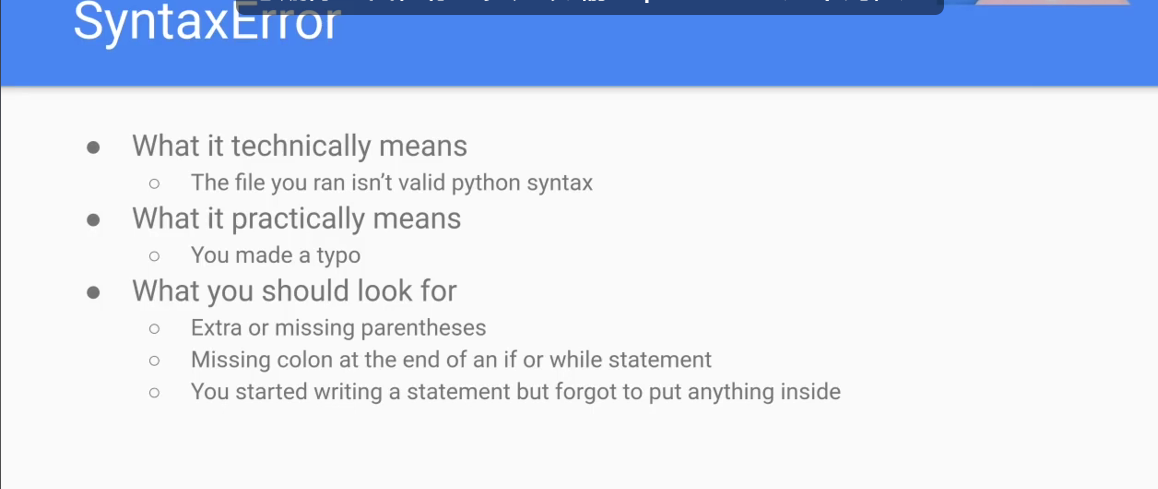 SyntaxError
● What it technically means
○ The file you ran isn’t valid python syntax
● What it practically means
○ You made a typo
● What you should look for
○ Extra or missing parentheses
○ Missing colon at the end of an if or while statement
○ You started writing a statement but forgot to put anything inside